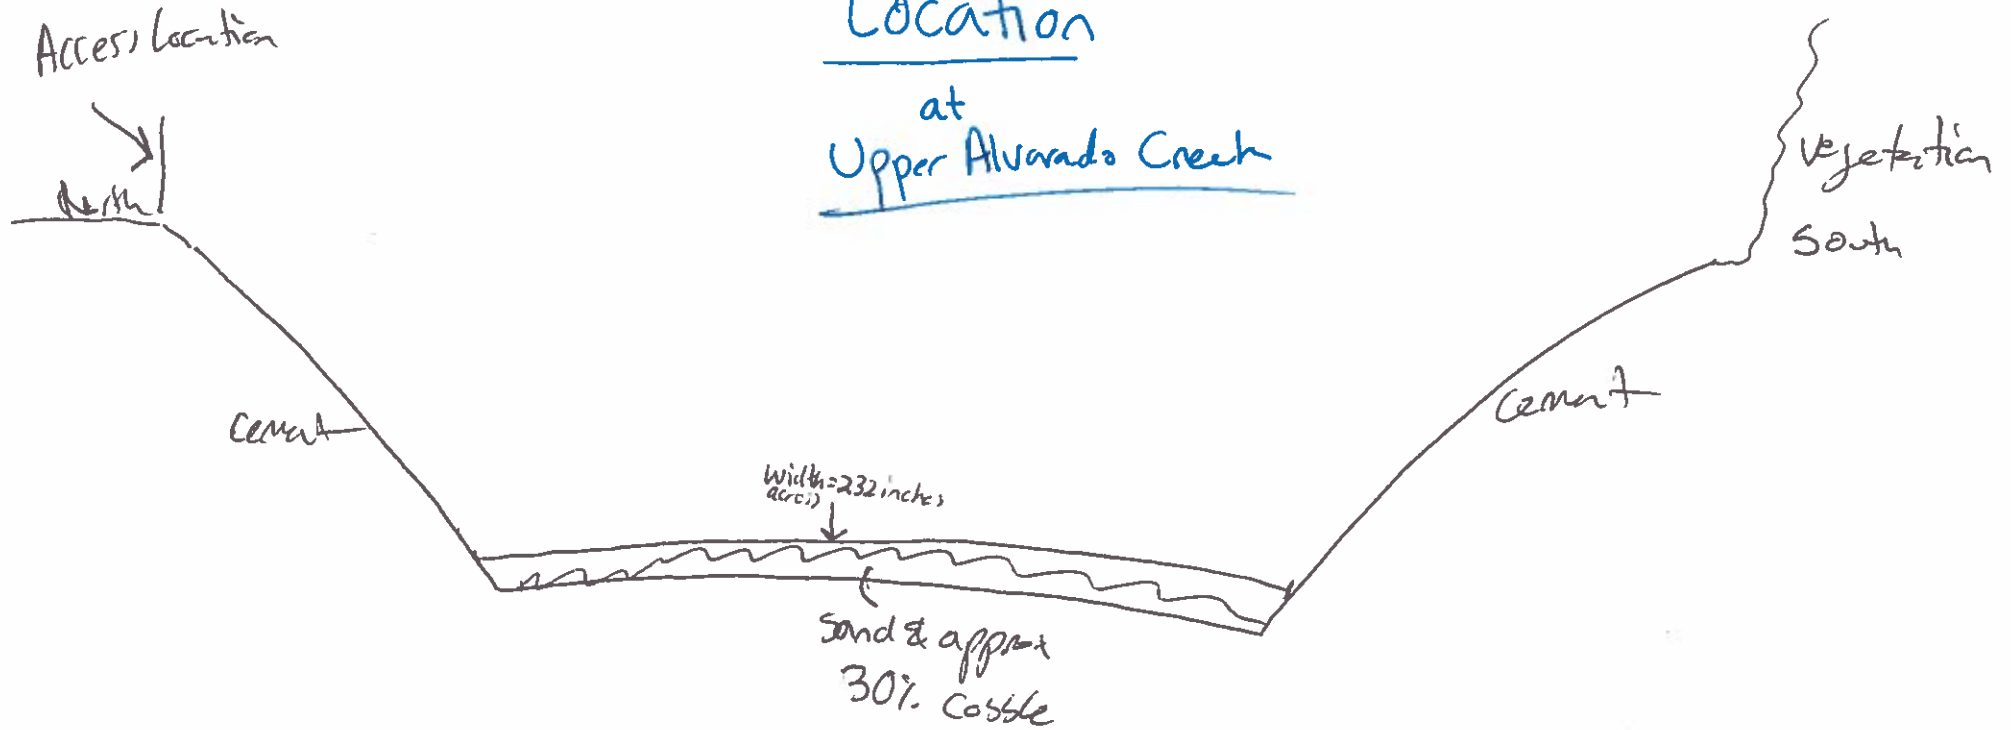 Location
at
Upper Alvarado Creek
Access Location
North
Vegetation
South
Cement
Cement
Width = 232 inches
across
Sand & approx
30% Cobble